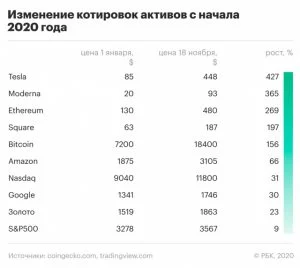 Изменение котировок активов с начала
2020 года
цена 1 января, $ цена 18 ноября, $ рост, %
Tesla 85 448 427
Moderna 20 93 365
Ethereum 130 480 269
Square 63 187 197
Bitcoin 7200 18400 156
Amazon 1875 3105 66
Nasdaq 9040 11800 31
Google 1341 1746 30
Золото 1519 1863 23
S&P500 3278 3567 9
Источники: coingecko.com, tradingview.com © РБК, 2020